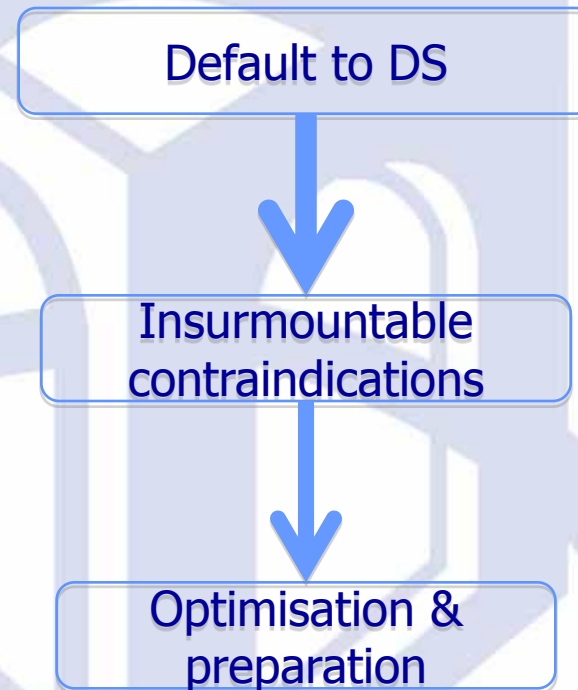 Default to DS
Insurmountable
contraindications
Optimisation &
preparation